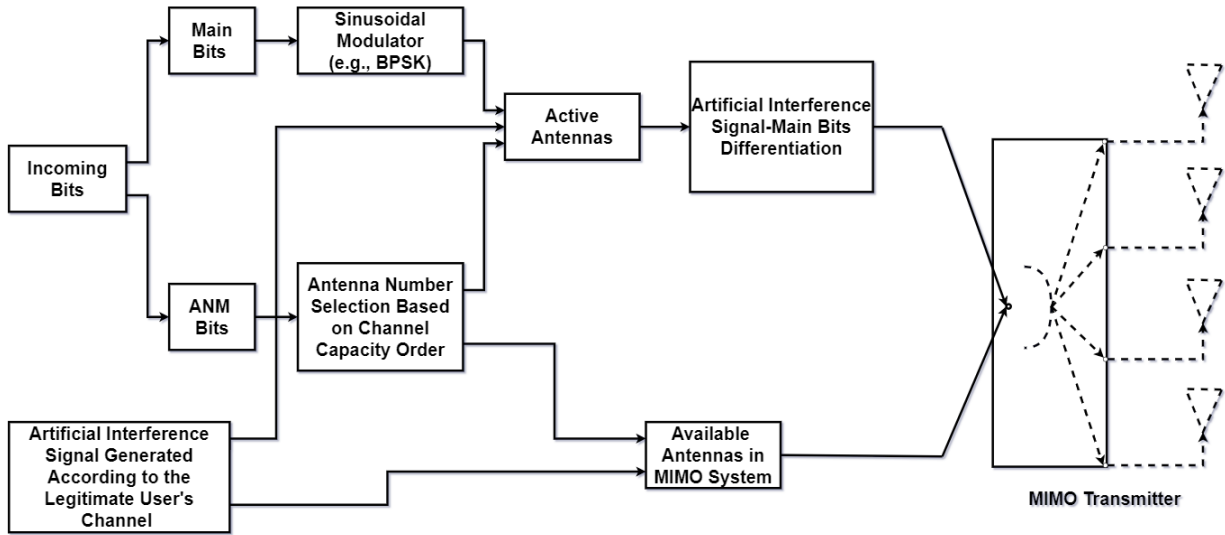 Main
Bits
Sinusoidal
Modulator
(e.g., BPSK)
Active
Antennas
Artificial Interference
Signal-Main Bits
Differentiation
Incoming
Bits
ANM
Bits
Antenna Number
Selection Based
on Channel
Capacity Order
Artificial Interference
Signal Generated
According to the
Legitimate User's
Channel
Available
Antennas in
MIMO System
MIMO Transmitter